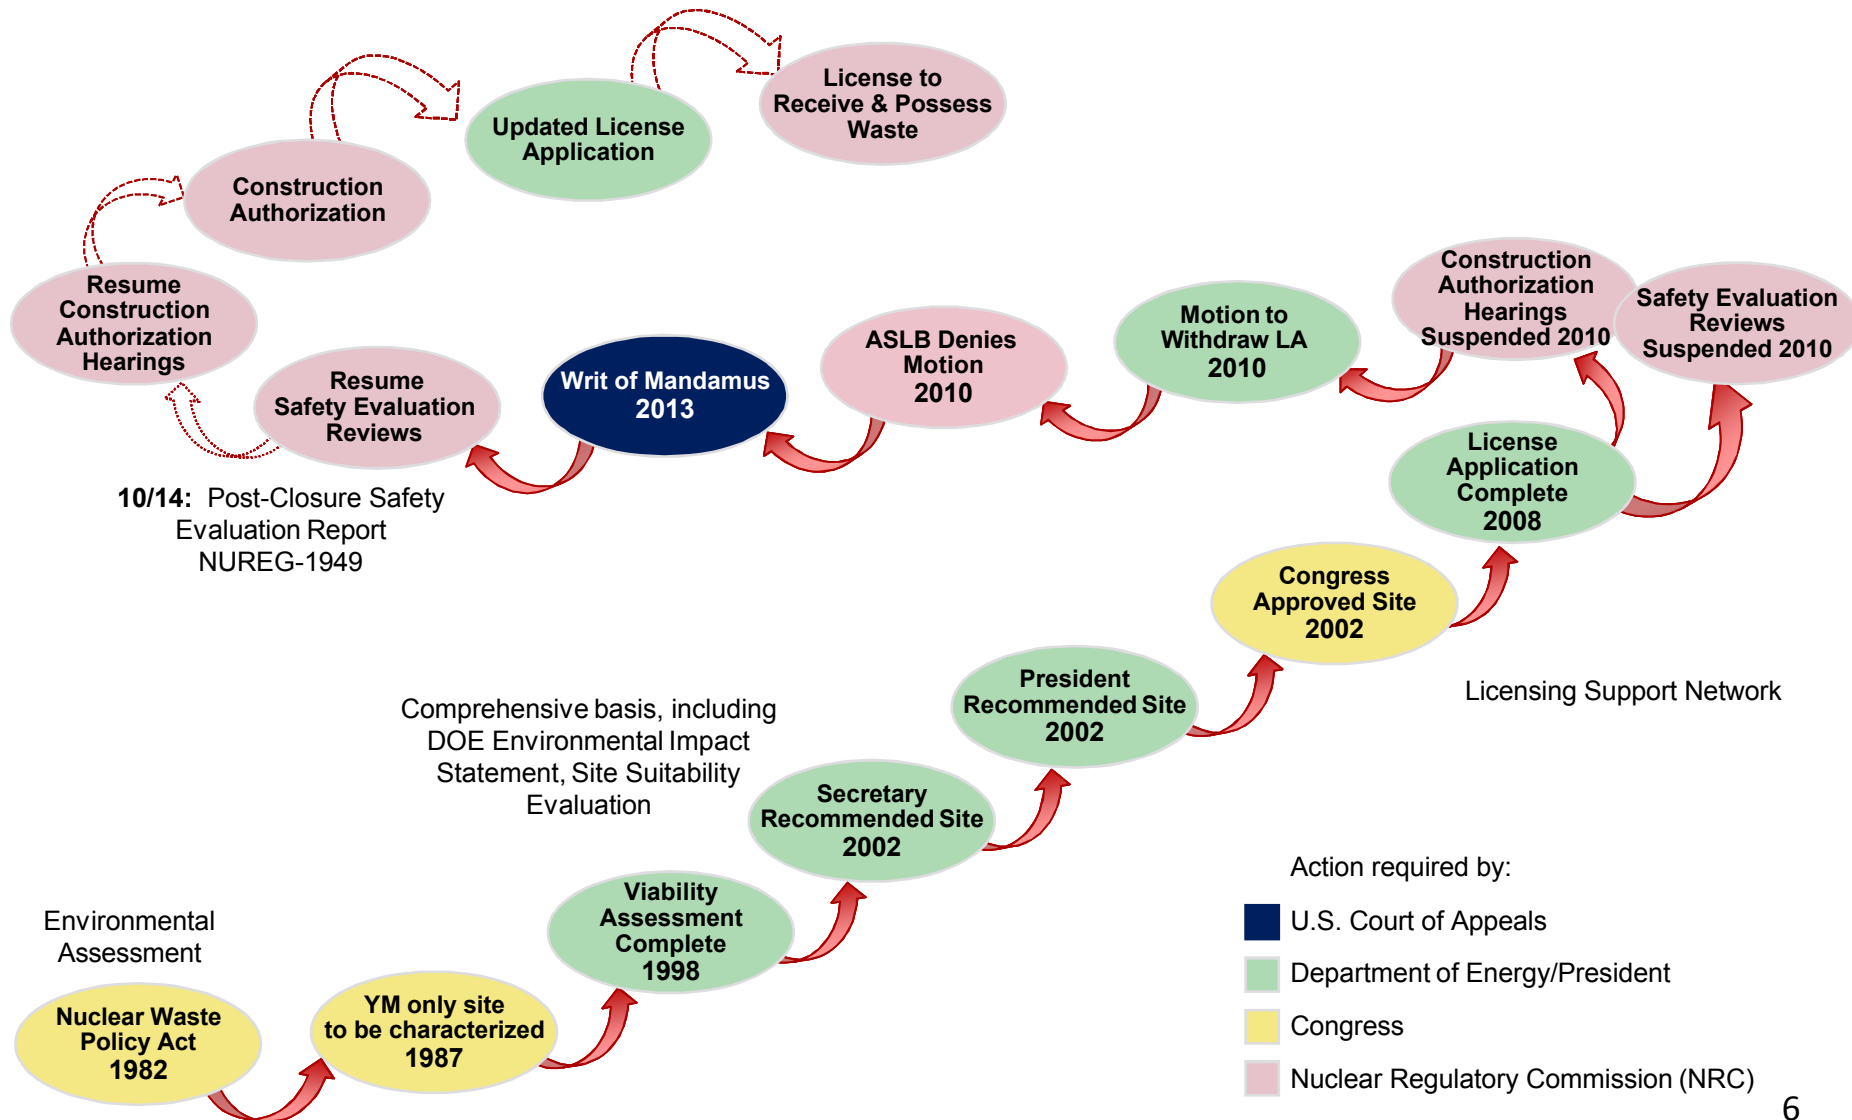 License to
Receive & Possess
Waste
Updated License
Application
Construction
Authorization
Resume
Construction
Authorization
Hearings
Resume
Safety Evaluation
Reviews
10/14: Post-Closure Safety
Evaluation Report
NUREG-1949
Writ of Mandamus
2013
ASLB Denies
Motion
2010
Motion to
Withdraw LA
2010
Construction
Authorization
Hearings
Suspended 2010
Safety Evaluation
Reviews
Suspended 2010
License
Application
Complete
2008
Congress
Approved Site
2002
Licensing Support Network
President
Recommended Site
2002
Comprehensive basis, including
DOE Environmental Impact
Statement, Site Suitability
Evaluation
Secretary
Recommended Site
2002
Viability
Assessment
Complete
1998
Environmental
Assessment
Nuclear Waste
Policy Act
1982
YM only site
to be characterized
1987
Action required by:
U.S. Court of Appeals
Department of Energy/President
Congress
Nuclear Regulatory Commission (NRC)
6